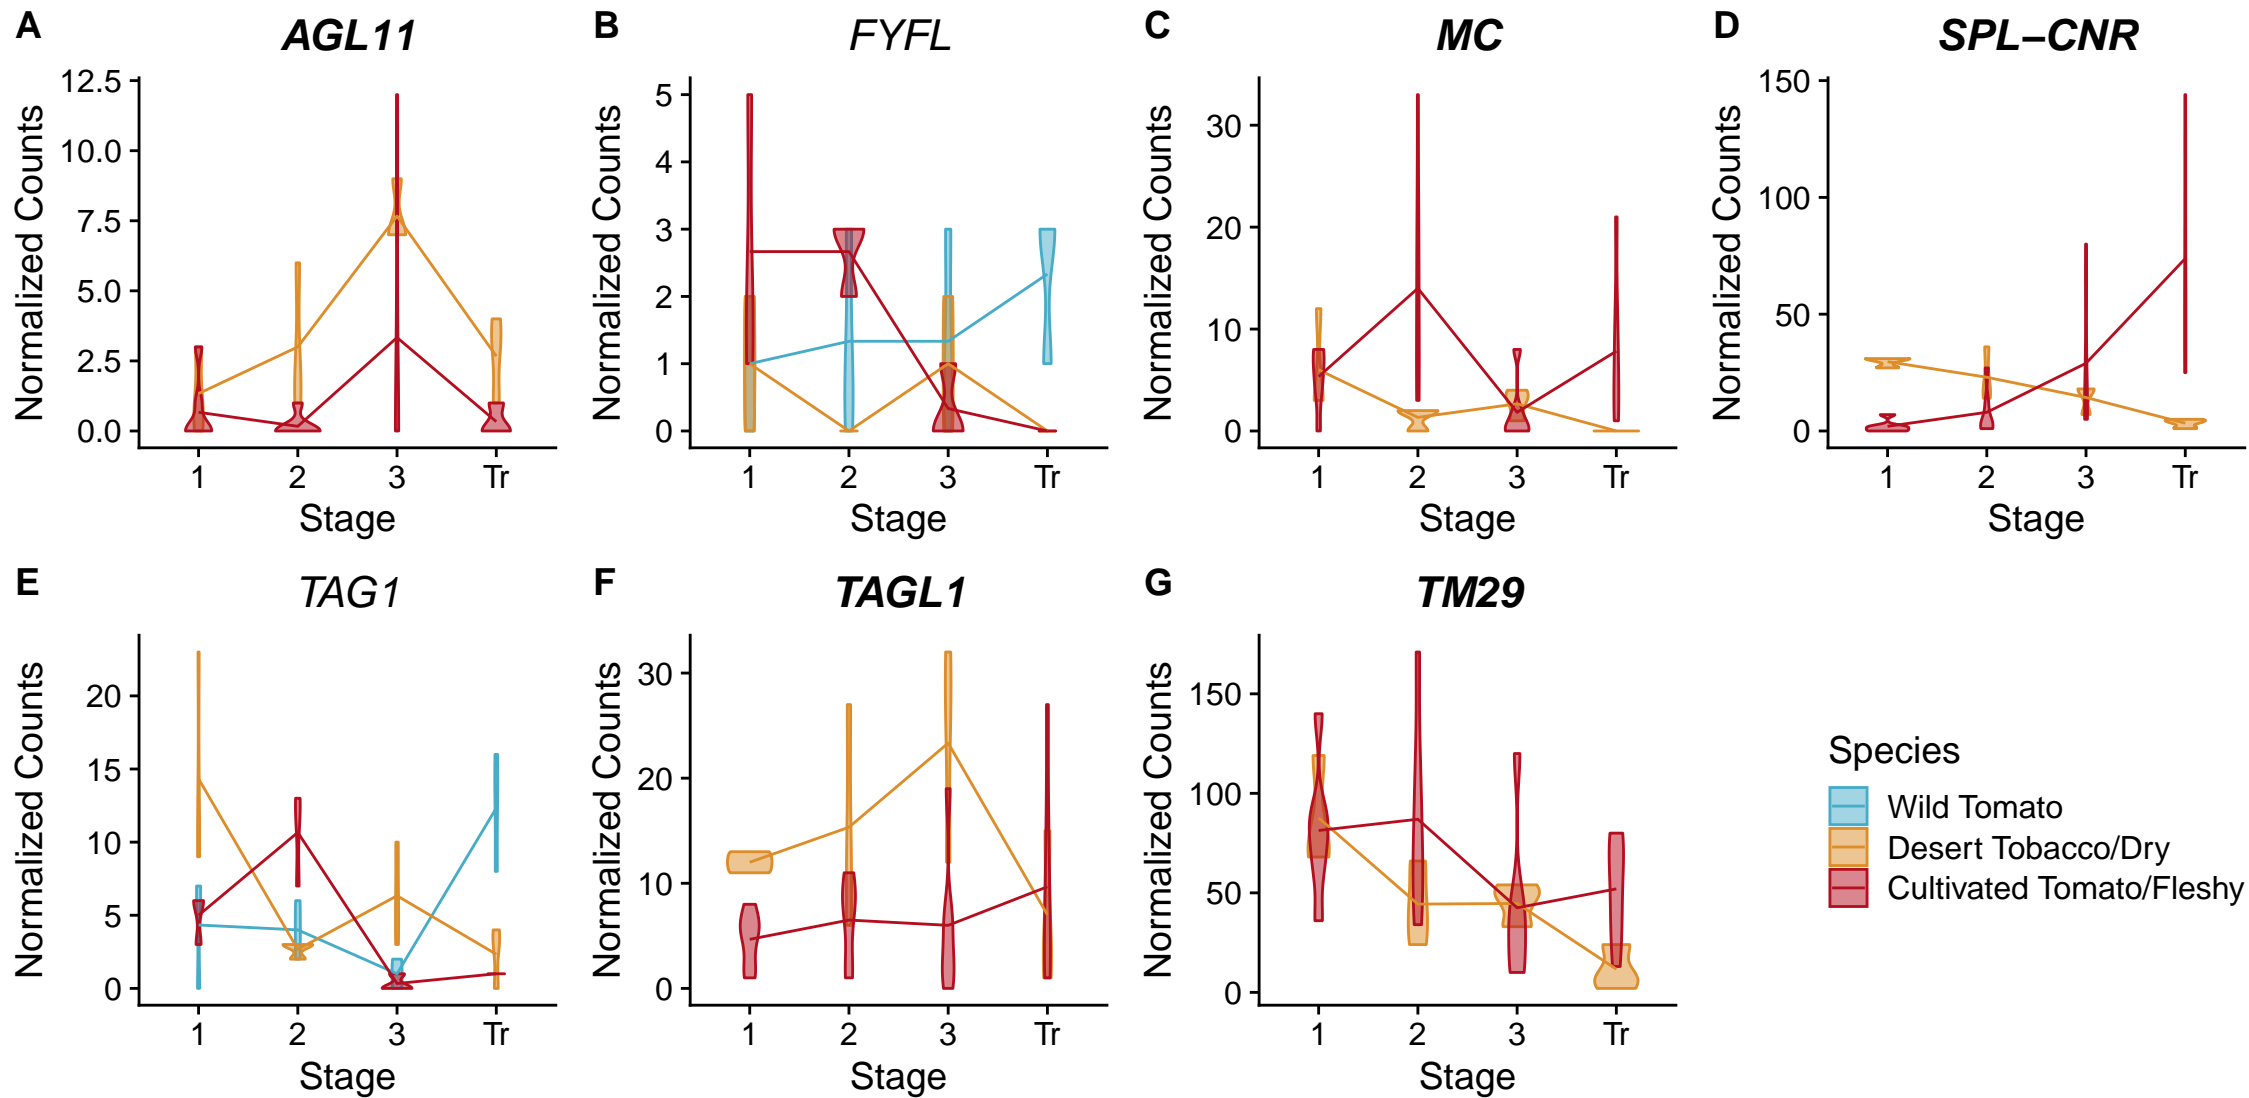 A
AGL11
Normalized Counts
12.5
10.0
7.5
5.0
2.5
0.0
1 2 3 Tr
Stage
B
FYFL
Normalized Counts
5
4
3
2
1
0
1 2 3 Tr
Stage
C
MC
Normalized Counts
30
20
10
0
1 2 3 Tr
Stage
D
SPL–CNR
Normalized Counts
150
100
50
0
1 2 3 Tr
Stage
E
TAG1
Normalized Counts
20
15
10
5
0
1 2 3 Tr
Stage
F
TAGL1
Normalized Counts
30
20
10
0
1 2 3 Tr
Stage
G
TM29
Normalized Counts
150
100
50
0
1 2 3 Tr
Stage
Species
Wild Tomato
Desert Tobacco/Dry
Cultivated Tomato/Fleshy